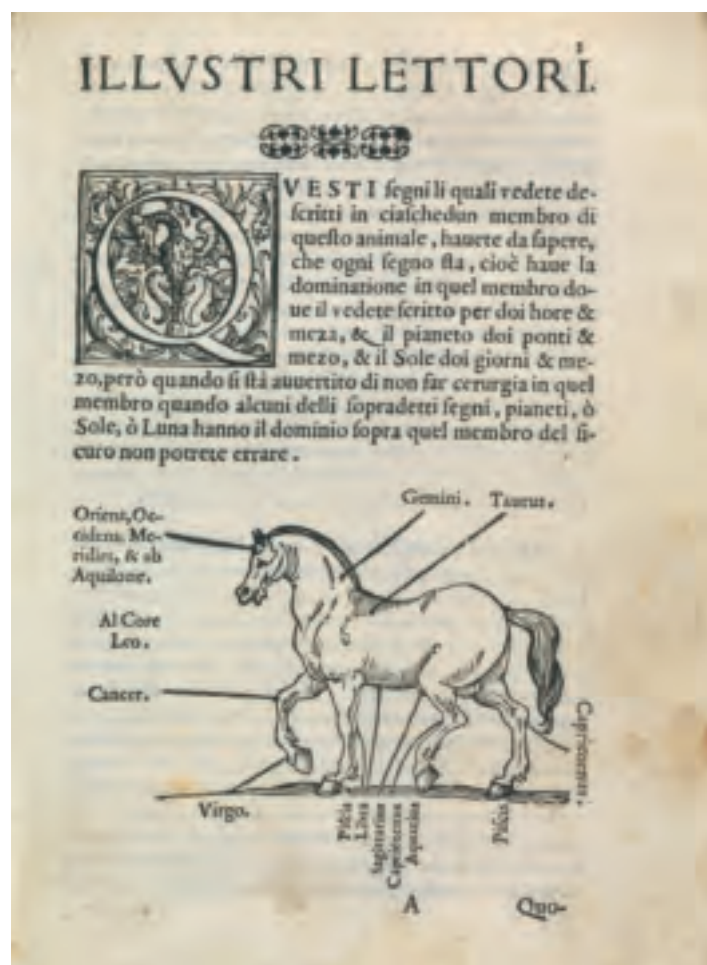 1
ILLVSTRI LETTORI.
QVESTI ſegni li quali vedete de-
ſcritti in ciaſchedun membro di
queſto animale, hauete da ſapere,
che ogni ſegno ſta, cioè haue la
dominatione in quel membro do-
ue il vedete ſcritto per doi hore &
meza, & il pianeto doi ponti &
mezo, & il Sole doi giorni & me-
zo, però quando ſi ſtá auuertito di non far cerurgia in quel
membro quando alcuni delli ſopradetti ſegni, pianeti, ò
Sole, ò Luna hanno il dominio ſopra quel membro del ſi-
curo non potrete errare.
Gemini. Taurus.
Oriens, Oc-
cidens. Me-
ridies, & ab
Aquilone.
Al Core
Leo.
Cancer.
Capricornus.
Virgo.
Piſcis
Libra
Sagittarius
Capricornus
Aquarius
Piſcis
A
Quo-